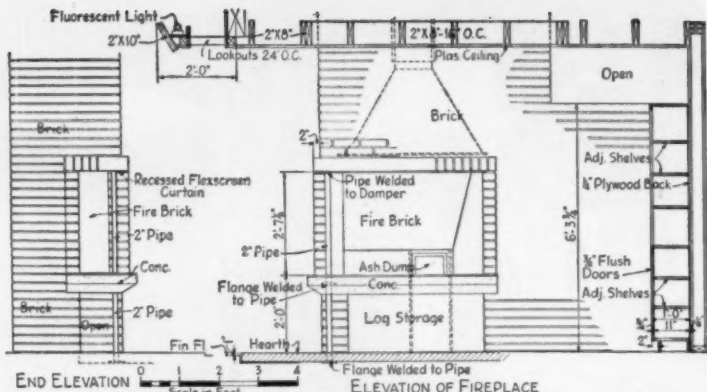 Fluorescent Light
2"X10"
2"X8"
2"X8"-16" O.C.
Lookouts 24" O.C.
Plas Ceiling
2'-0"
Open
Brick
Brick
2"
Adj. Shelves
Recessed Flexscreen
Curtain
Pipe Welded
to Damper
¼" Plywood Back
Fire Brick
Fire Brick
2'-7½"
6'-3¾"
2" Pipe
2" Pipe
Ash Dump
⅜" Flush
Doors
Conc.
Flange Welded
to Pipe
Conc.
Adj. Shelves
Brick
2" Pipe
2'-0"
1'-0"
Open
Log Storage
11"
Fin. Fl.
Hearth
2"
Flange Welded to Pipe
END ELEVATION
0 1 2 3 4
Scale in Feet
ELEVATION OF FIREPLACE